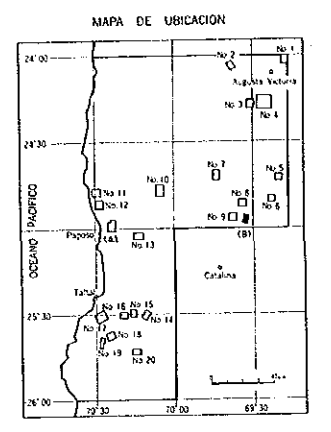 MAPA DE UBICACION
24°00'
No 1
No 2
Augusta Victoria
No 3
No 4
24°30'
No 7
No 5
No 10
No 8
No 6
No 11
No 12
No 9
OCEANO PACIFICO
Paposo
(A)
No 13
(B)
Catalina
Taltal
25°30'
No 16
No 15
No 14
No 17
No 18
No 19
No 20
26°00'
70°30'
70°00'
69°30'